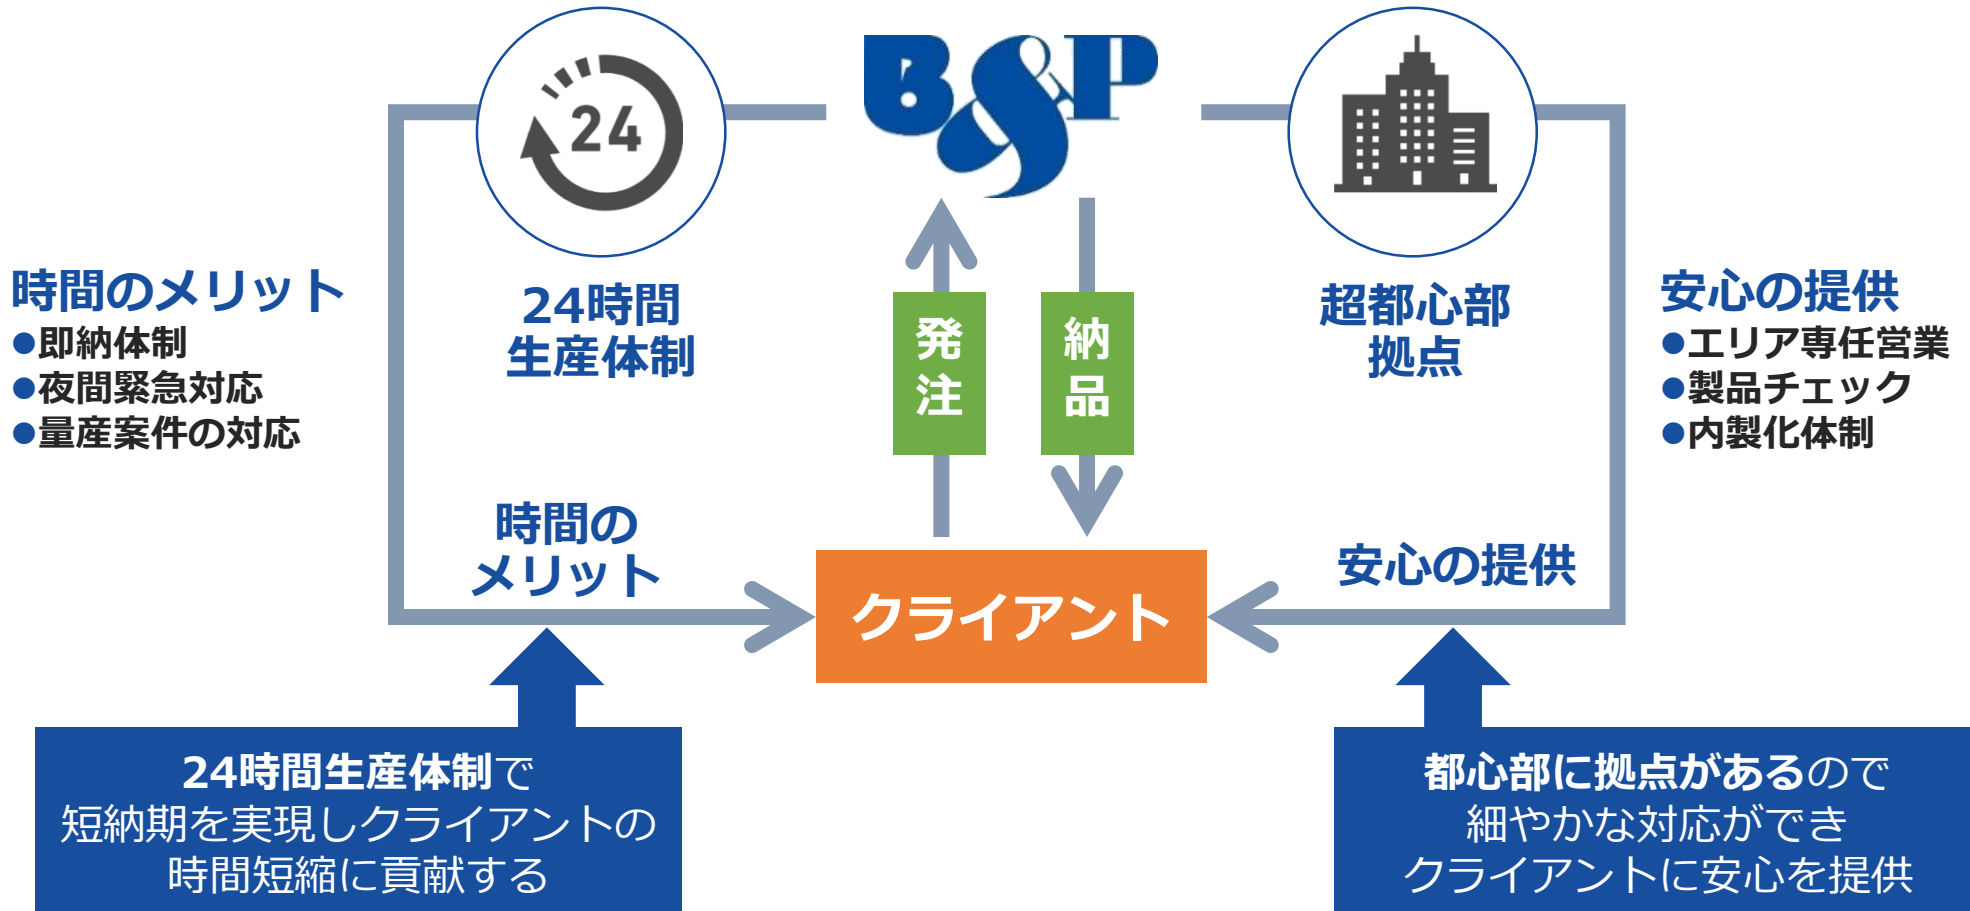 B&P
24
時間のメリット
●即納体制
●夜間緊急対応
●量産案件の対応
24時間
生産体制
発注
納品
超都心部
拠点
安心の提供
●エリア専任営業
●製品チェック
●内製化体制
時間の
メリット
クライアント
安心の提供
24時間生産体制で
短納期を実現しクライアントの
時間短縮に貢献する
都心部に拠点があるので
細やかな対応ができ
クライアントに安心を提供